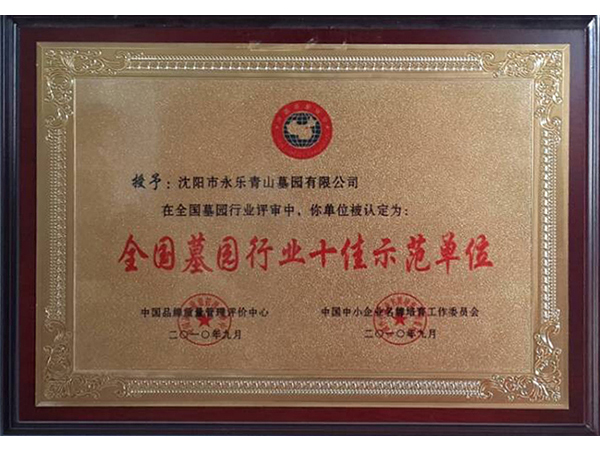 授予：沈阳市永乐青山墓园有限公司
在全国墓园行业评审中，你单位被认定为：
全国墓园行业十佳示范单位
中国品牌质量管理评价中心
二〇一〇年九月
中国中小企业名牌培育工作委员会
二〇一〇年九月